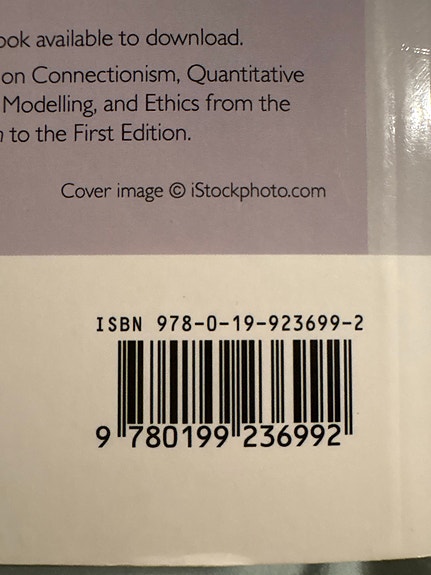 available to download.
on Connectionism, Quantitative
Modelling, and Ethics from the
to the First Edition.
Cover image © iStockphoto.com
ISBN 978-0-19-923699-2
9 780199 236992